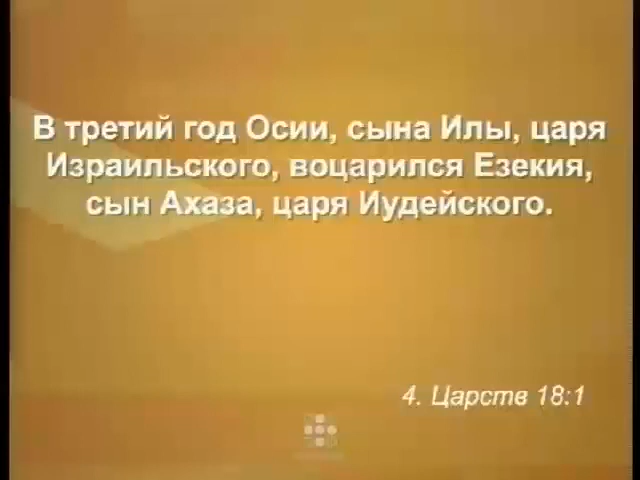 В третий год Осии, сына Илы, царя
Израильского, воцарился Езекия,
сын Ахаза, царя Иудейского.
4. Царств 18:1